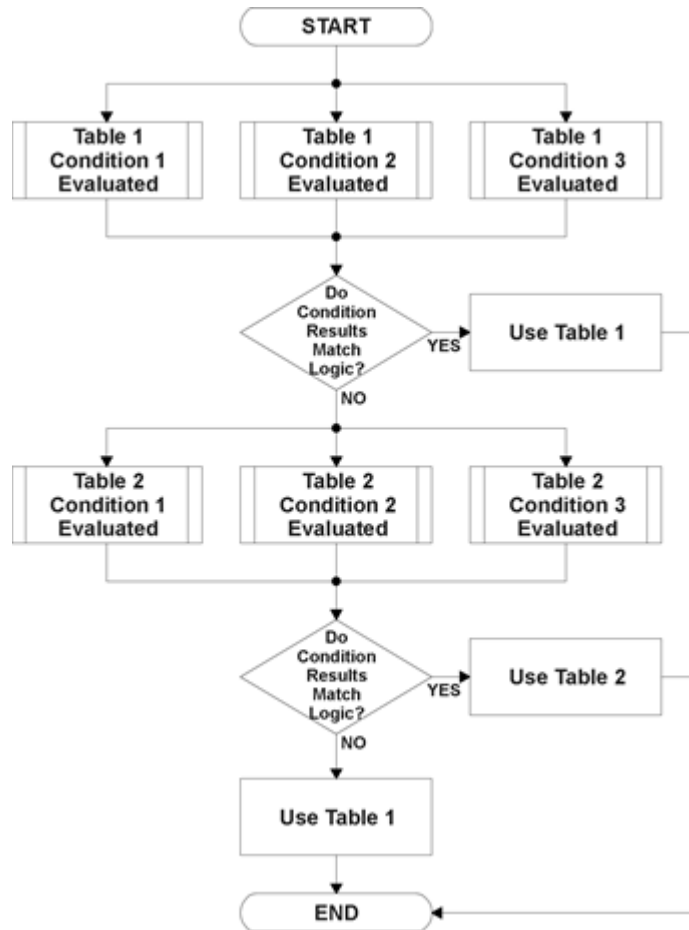 START
Table 1
Condition 1
Evaluated
Table 1
Condition 2
Evaluated
Table 1
Condition 3
Evaluated
Do
Condition
Results
Match
Logic?
YES
Use Table 1
NO
Table 2
Condition 1
Evaluated
Table 2
Condition 2
Evaluated
Table 2
Condition 3
Evaluated
Do
Condition
Results
Match
Logic?
YES
Use Table 2
NO
Use Table 1
END